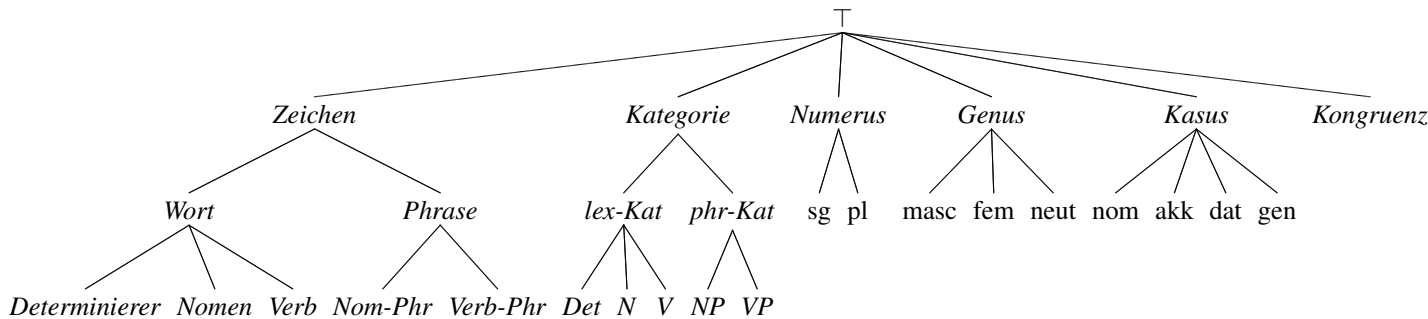 ⊤
Zeichen Kategorie Numerus Genus Kasus Kongruenz
Wort Phrase lex-Kat phr-Kat sg pl masc fem neut nom akk dat gen
Determinierer Nomen Verb Nom-Phr Verb-Phr Det N V NP VP